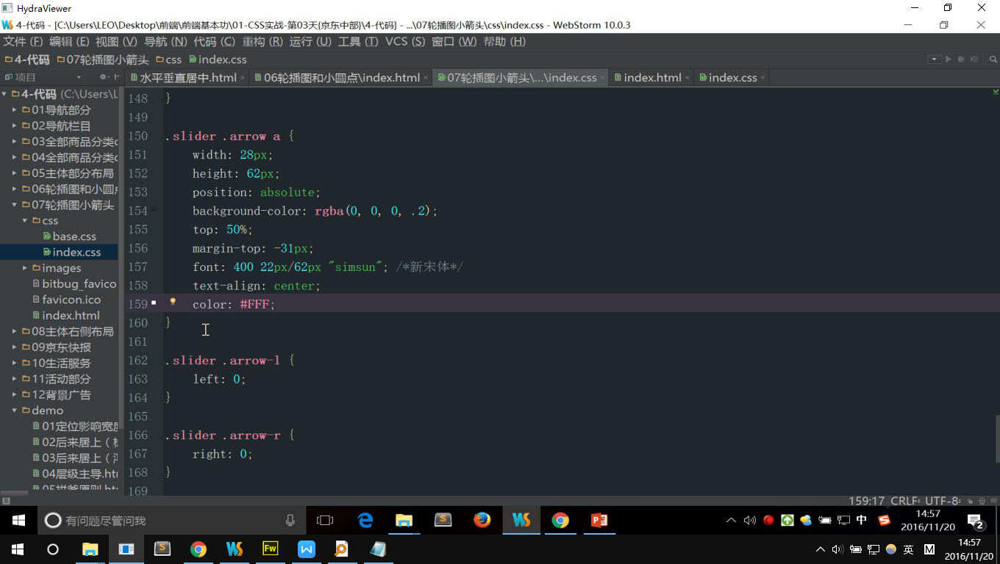 HydraViewer
4-代码 - [C:\Users\LEO\Desktop\前端\前端基本功\01-CSS实战-第03天(京东中部)\4-代码] - ...\07轮播图小箭头\css\index.css - WebStorm 10.0.3
文件 (F) 编辑 (E) 视图 (V) 导航 (N) 代码 (C) 重构 (R) 运行 (U) 工具 (T) VCS (S) 窗口 (W) 帮助 (H)
4-代码 07轮播图小箭头 css index.css
项目
水平垂直居中.html 06轮播图和小圆点\index.html 07轮播图小箭头\...\index.css index.html index.css
4-代码 (C:\Users\L
01导航部分
02导航栏目
03全部商品分类
04全部商品分类
05主体部分布局
06轮播图和小圆点
07轮播图小箭头
css
base.css
index.css
images
bitbug_favico
favicon.ico
index.html
08主体右侧布局
09京东快报
10生活服务
11活动部分
12背景广告
demo
01定位影响宽度
02后来居上（
03后来居上（
04层级主导.ht
148 }
149
150 .slider .arrow a {
151 width: 28px;
152 height: 62px;
153 position: absolute;
154 background-color: rgba(0, 0, 0, .2);
155 top: 50%;
156 margin-top: -31px;
157 font: 400 22px/62px "simsun"; /*新宋体*/
158 text-align: center;
159 color: #FFF;
160 }
161
162 .slider .arrow-l {
163 left: 0;
164 }
165
166 .slider .arrow-r {
167 right: 0;
168 }
169
159:17 CRLF÷ UTF-8÷
有问题尽管问我
中
14:57
2016/11/20
2
Fw
英 M
14:57
2016/11/20